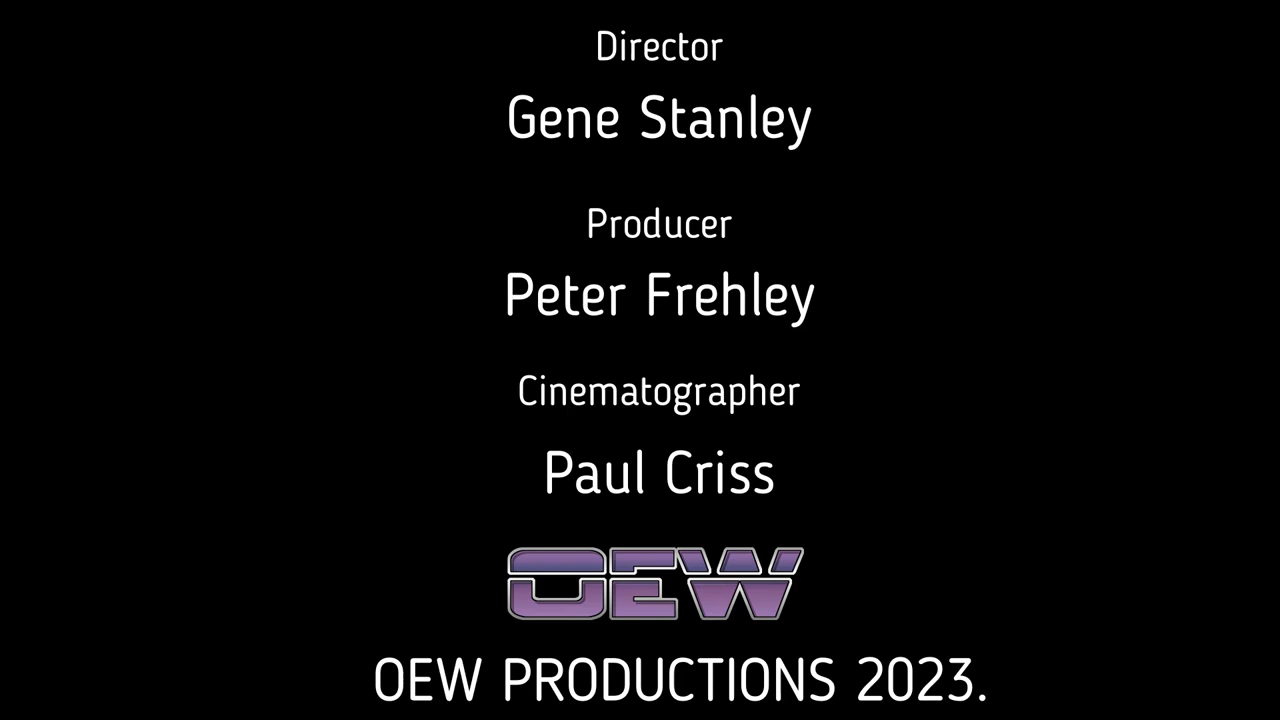 Director
Gene Stanley
Producer
Peter Frehley
Cinematographer
Paul Criss
OEW
OEW PRODUCTIONS 2023.